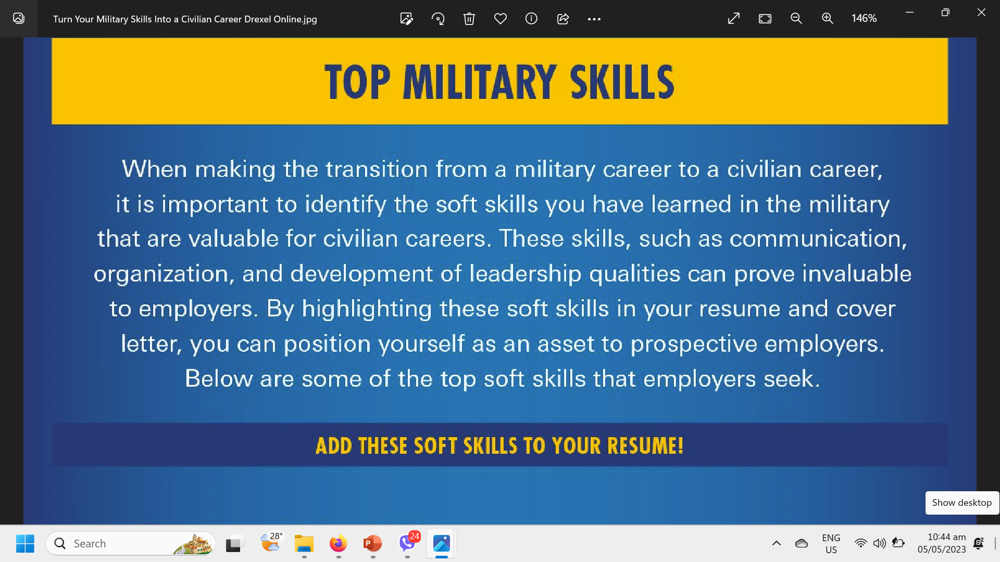 Turn Your Military Skills Into a Civilian Career Drexel Online.jpg
146%
TOP MILITARY SKILLS
When making the transition from a military career to a civilian career,
it is important to identify the soft skills you have learned in the military
that are valuable for civilian careers. These skills, such as communication,
organization, and development of leadership qualities can prove invaluable
to employers. By highlighting these soft skills in your resume and cover
letter, you can position yourself as an asset to prospective employers.
Below are some of the top soft skills that employers seek.
ADD THESE SOFT SKILLS TO YOUR RESUME!
Show desktop
Search
28°
P
24
ENG
US
10:44 am
05/05/2023